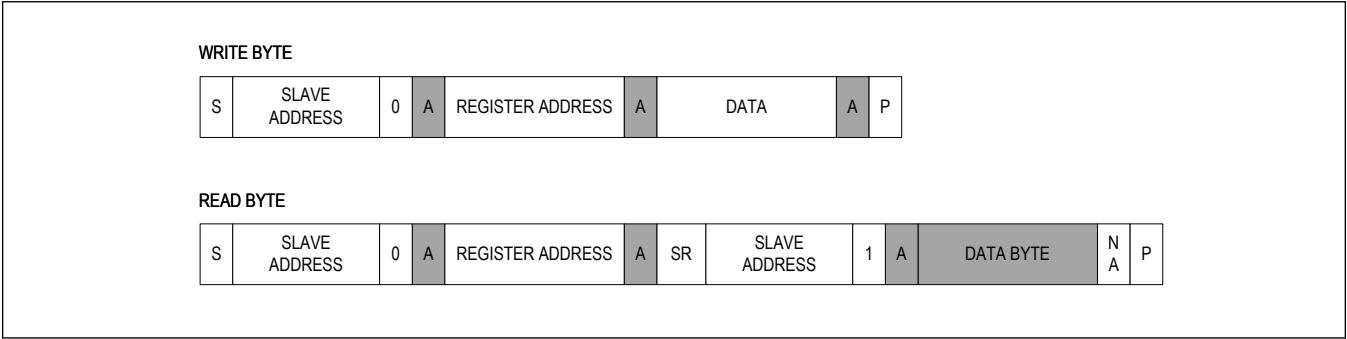 WRITE BYTE
S SLAVE ADDRESS 0 A REGISTER ADDRESS A DATA A P
READ BYTE
S SLAVE ADDRESS 0 A REGISTER ADDRESS A SR SLAVE ADDRESS 1 A DATA BYTE N A P